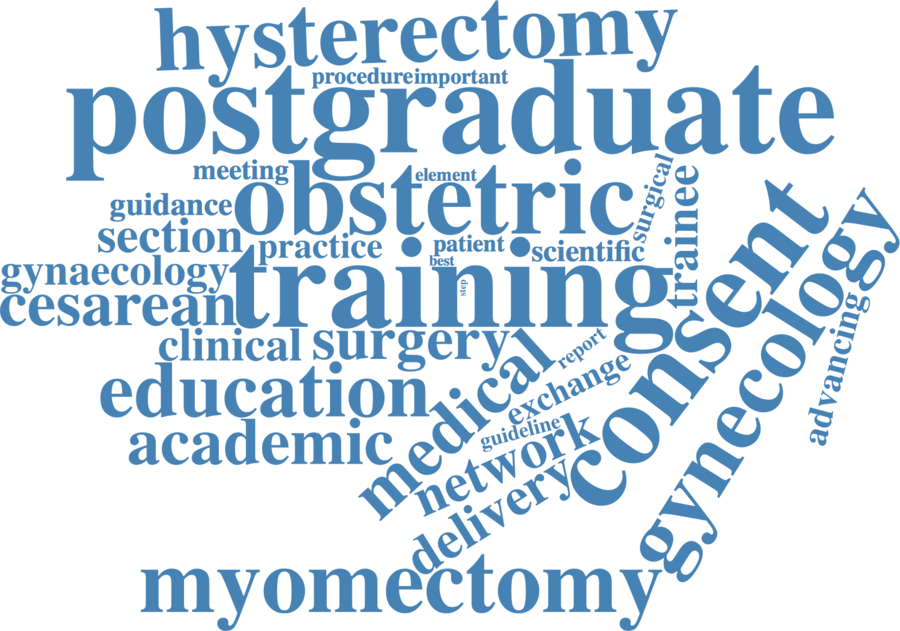 hysterectomy
procedure important
postgraduate
meeting
element
obstetric
surgical
trainee
guidance
section
practice
patient
scientific
best
gynaecology
training
step
cesarean
consent
gynecology
advancing
clinical
surgery
report
medical
exchange
education
guideline
academic
network
delivery
myomectomy